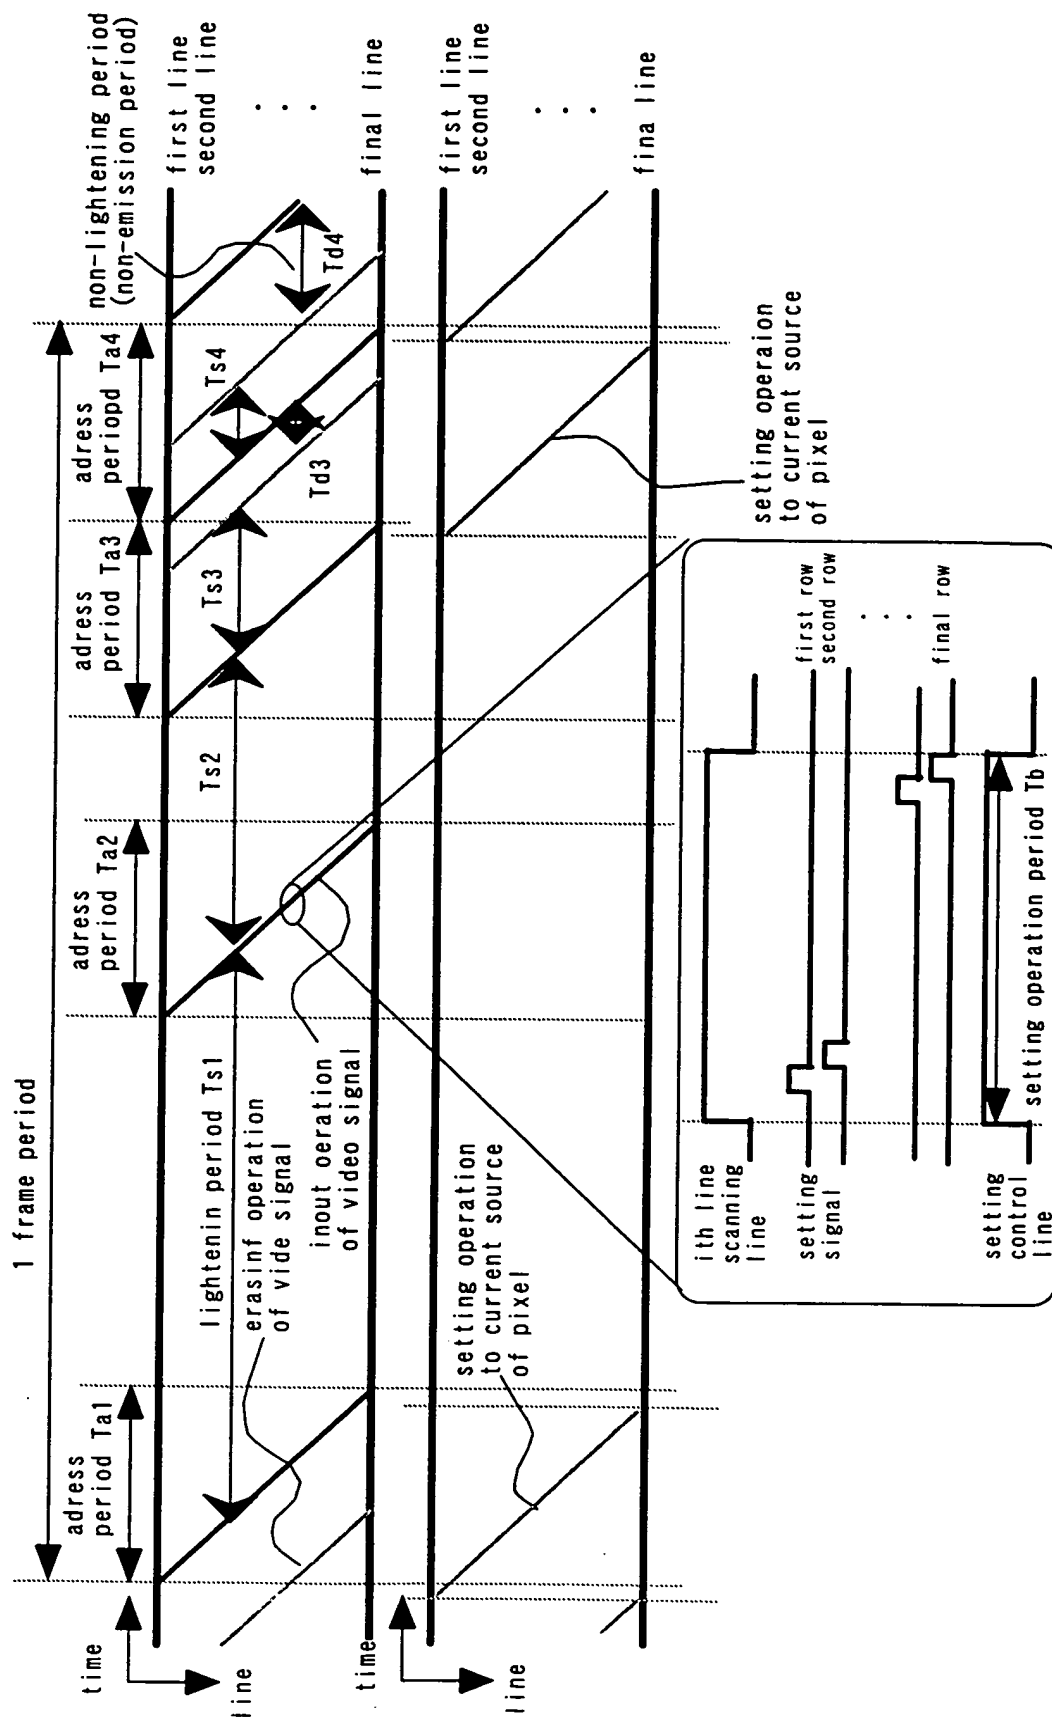 1 frame period
adress
period Ta1
adress
period Ta2
adress
period Ta3
adress
periopd Ta4
non-lightening period
(non-emission period)
time
line
lightenin period Ts1
Ts2
Ts3
Ts4
Td3
Td4
erasinf operation
of vide signal
inout oeration
of video signal
first line
second line
. . .
final line
time
line
setting operation
to current source
of pixel
setting operaion
to current source
of pixel
first line
second line
. . .
fina line
ith line
scanning
line
setting
signal
first row
second row
. . .
final row
setting
control
line
setting operation period Tb